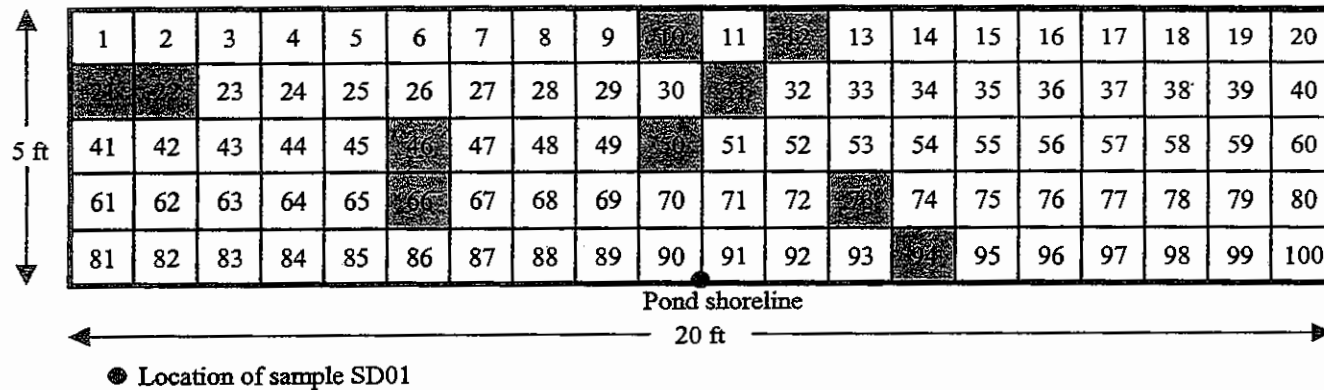 1 2 3 4 5 6 7 8 9 10 11 12 13 14 15 16 17 18 19 20
21 22 23 24 25 26 27 28 29 30 31 32 33 34 35 36 37 38 39 40
5 ft
41 42 43 44 45 46 47 48 49 50 51 52 53 54 55 56 57 58 59 60
61 62 63 64 65 66 67 68 69 70 71 72 73 74 75 76 77 78 79 80
81 82 83 84 85 86 87 88 89 90 91 92 93 94 95 96 97 98 99 100
Pond shoreline
20 ft
Location of sample SD01